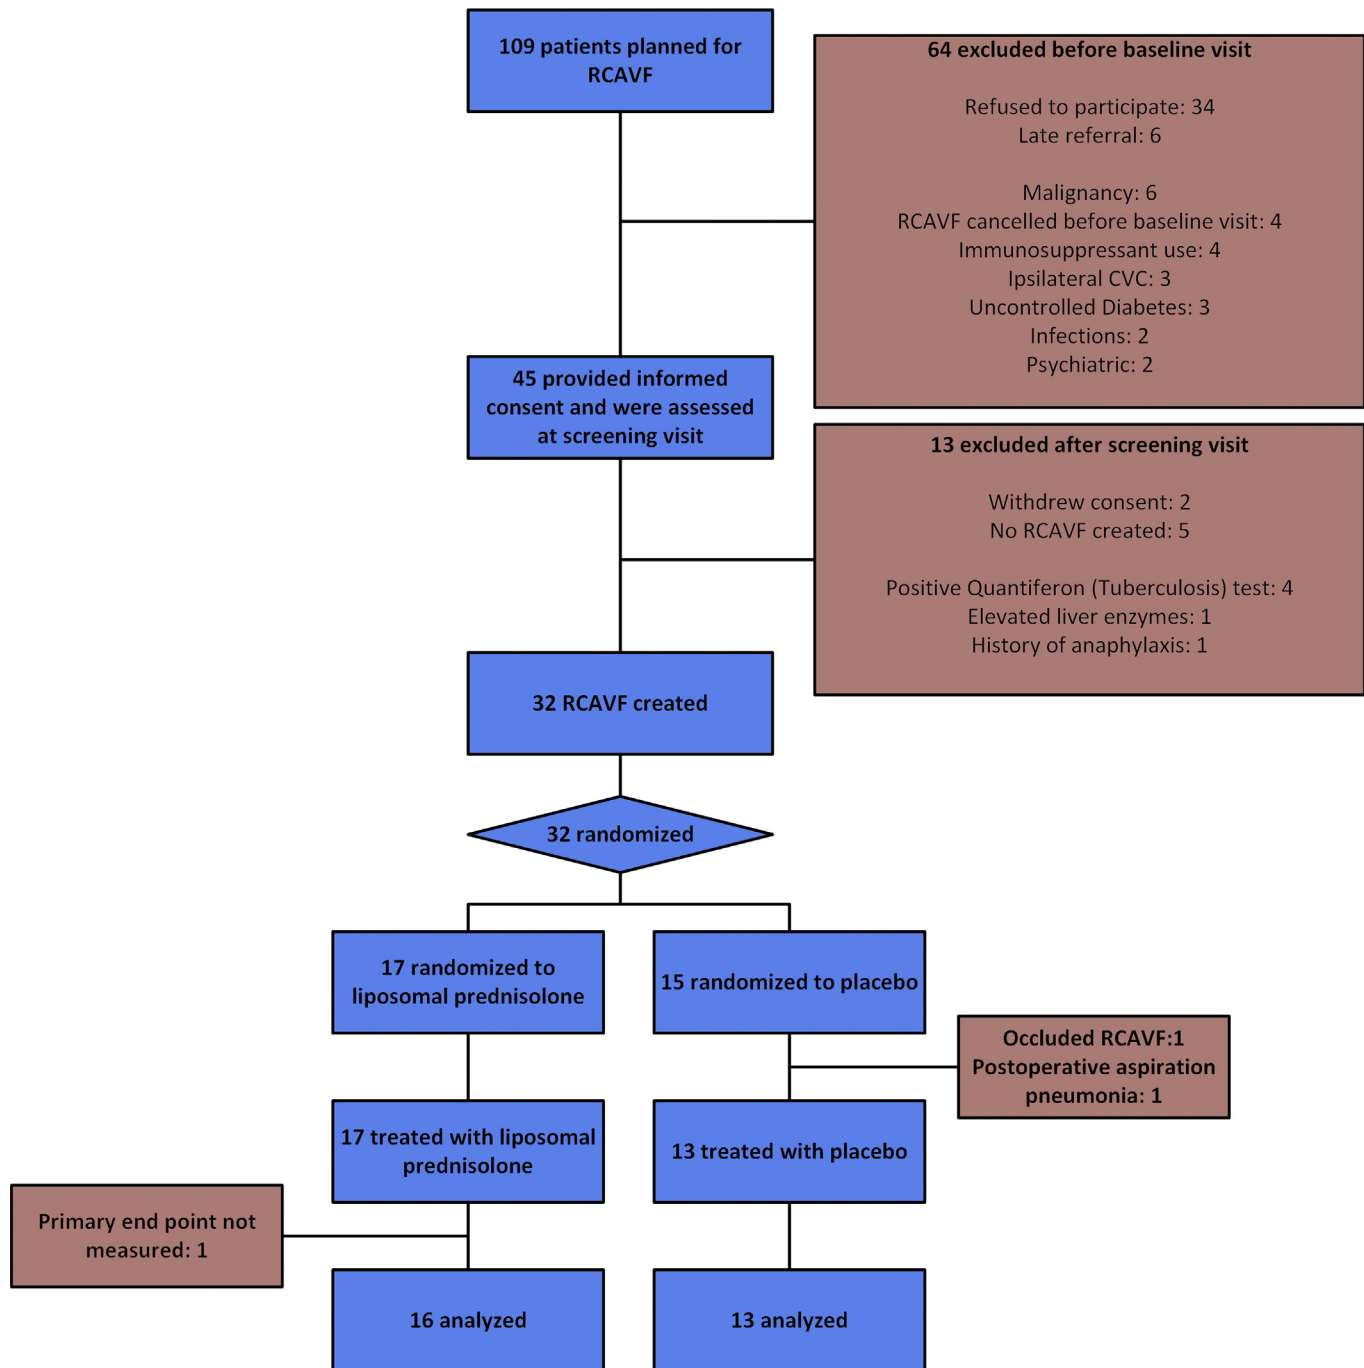 109 patients planned for
RCAVF
64 excluded before baseline visit
Refused to participate: 34
Late referral: 6
Malignancy: 6
RCAVF cancelled before baseline visit: 4
Immunosuppressant use: 4
Ipsilateral CVC: 3
Uncontrolled Diabetes: 3
Infections: 2
Psychiatric: 2
45 provided informed
consent and were assessed
at screening visit
13 excluded after screening visit
Withdrew consent: 2
No RCAVF created: 5
Positive Quantiferon (Tuberculosis) test: 4
Elevated liver enzymes: 1
History of anaphylaxis: 1
32 RCAVF created
32 randomized
17 randomized to
liposomal prednisolone
15 randomized to placebo
Occluded RCAVF:1
Postoperative aspiration
pneumonia: 1
17 treated with liposomal
prednisolone
13 treated with placebo
Primary end point not
measured: 1
16 analyzed
13 analyzed